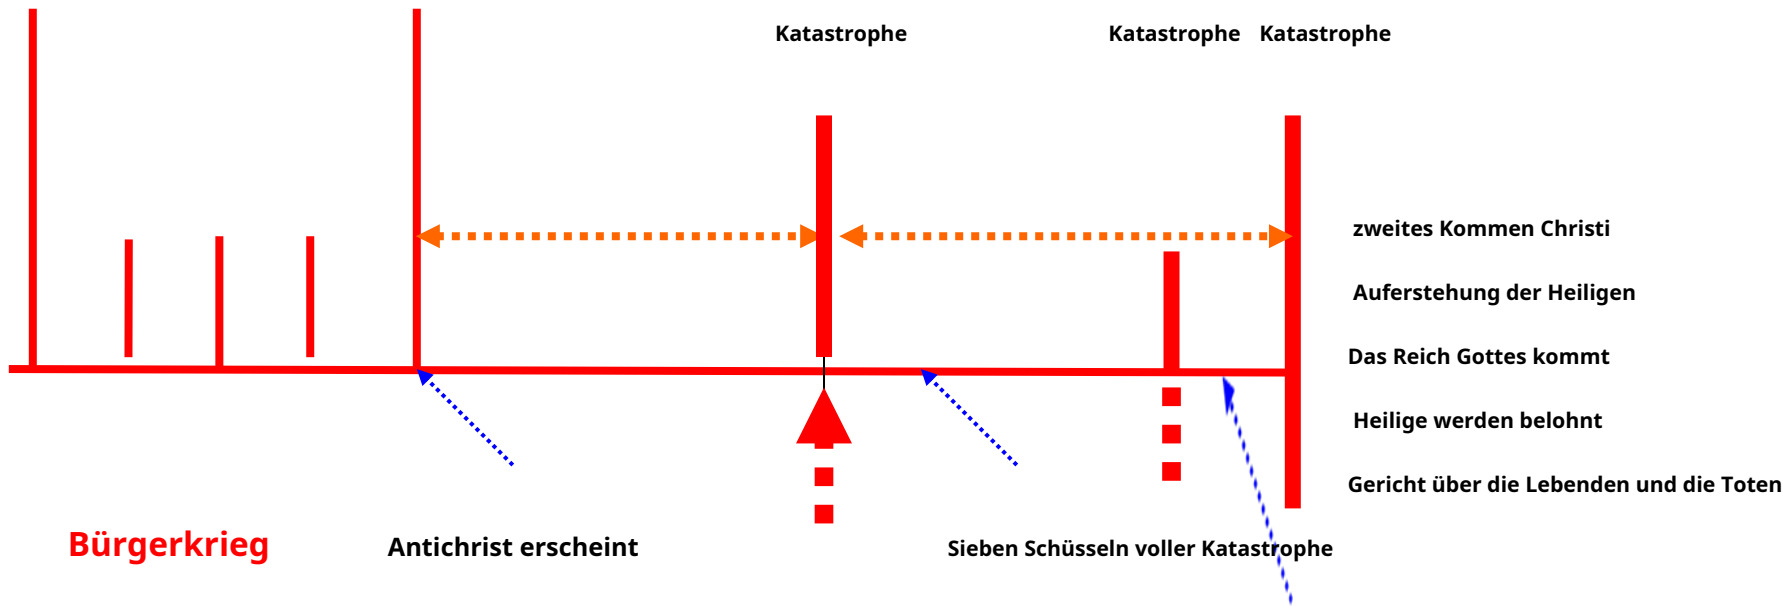 Katastrophe
Katastrophe
Katastrophe
zweites Kommen Christi
Auferstehung der Heiligen
Das Reich Gottes kommt
Heilige werden belohnt
Gericht über die Lebenden und die Toten
Bürgerkrieg
Antichrist erscheint
Sieben Schüsseln voller Katastrophe